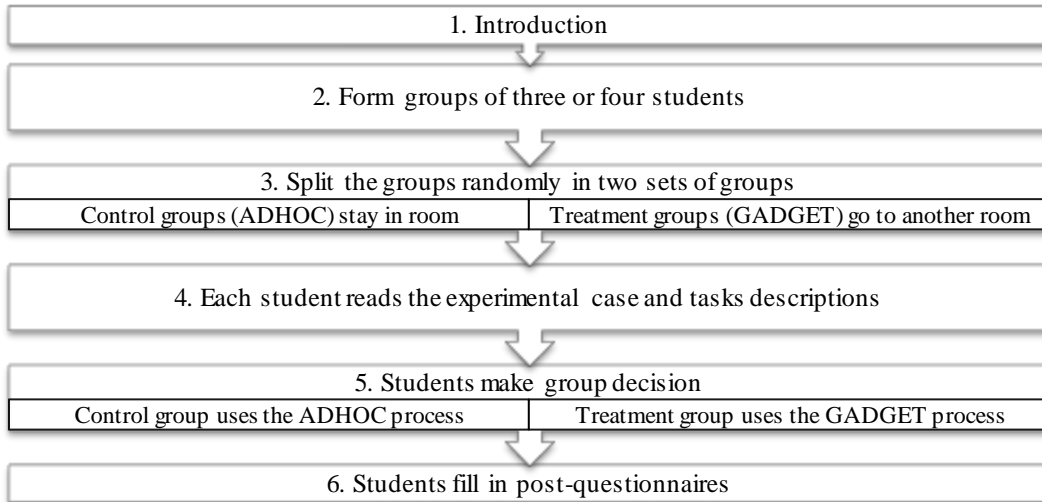 1. Introduction
2. Form groups of three or four students
3. Split the groups randomly in two sets of groups
Control groups (ADHOC) stay in room
Treatment groups (GADGET) go to another room
4. Each student reads the experimental case and tasks descriptions
5. Students make group decision
Control group uses the ADHOC process
Treatment group uses the GADGET process
6. Students fill in post-questionnaires